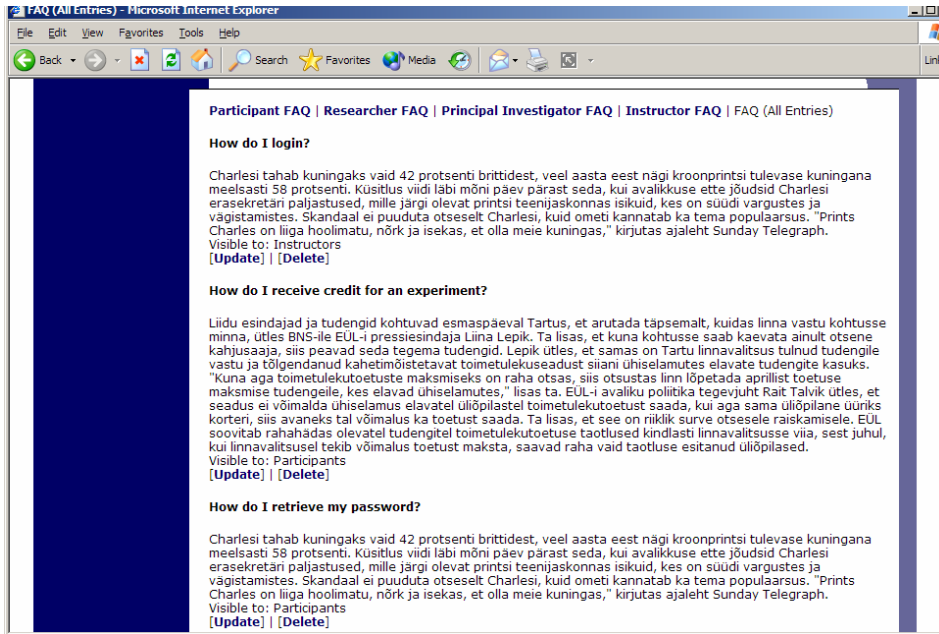 FAQ (All Entries) - Microsoft Internet Explorer
File Edit View Favorites Tools Help
Back Search Favorites Media
Participant FAQ | Researcher FAQ | Principal Investigator FAQ | Instructor FAQ | FAQ (All Entries)
How do I login?
Charlesi tahab kuningaks vaid 42 protsenti brittidest, veel aasta eest nägi kroonprintsi tulevase kuningana
meelsasti 58 protsenti. Küsitlus viidi läbi mõni päev pärast seda, kui avalikkuse ette jõudsid Charlesi
erasekretäri paljastused, mille järgi olevat printsi teenijaskonnas isikuid, kes on süüdi vargustes ja
vägistamistes. Skandaal ei puuduta otseselt Charlesi, kuid ometi kannatab ka tema populaarsus. "Prints
Charles on liiga hoolimatu, nõrk ja isekas, et olla meie kuningas," kirjutas ajaleht Sunday Telegraph.
Visible to: Instructors
[Update] | [Delete]
How do I receive credit for an experiment?
Liidu esindajad ja tudengid kohtuvad esmaspäeval Tartus, et arutada täpsemalt, kuidas linna vastu kohtusse
minna, ütles BNS-ile EÜL-i pressiesindaja Liina Lepik. Ta lisas, et kuna kohtusse saab kaevata ainult otsene
kahjusaaja, siis peavad seda tegema tudengid. Lepik ütles, et samas on Tartu linnavalitsus tulnud tudengile
vastu ja tõlgendanud kahetimõistetavat toimetulekuseadust siiani ühiselamutes elavate tudengite kasuks.
"Kuna aga toimetulekutoetuste maksmiseks on raha otsas, siis otsustas linn lõpetada aprillist toetuse
maksmise tudengeile, kes elavad ühiselamutes," lisas ta. EÜL-i avaliku poliitika tegevjuht Rait Talvik ütles, et
seadus ei võimalda ühiselamus elavatel üliõpilastel toimetulekutoetust saada, kui aga sama üliõpilane üüriks
korteri, siis avaneks tal võimalus ka toetust saada. Ta lisas, et see on riiklik surve otsesele raiskamisele. EÜL
soovitab rahahädas olevatel tudengitel toimetulekutoetuse taotlused kindlasti linnavalitsusse viia, sest juhul,
kui linnavalitsusel tekib võimalus toetust maksta, saavad raha vaid taotluse esitanud üliõpilased.
Visible to: Participants
[Update] | [Delete]
How do I retrieve my password?
Charlesi tahab kuningaks vaid 42 protsenti brittidest, veel aasta eest nägi kroonprintsi tulevase kuningana
meelsasti 58 protsenti. Küsitlus viidi läbi mõni päev pärast seda, kui avalikkuse ette jõudsid Charlesi
erasekretäri paljastused, mille järgi olevat printsi teenijaskonnas isikuid, kes on süüdi vargustes ja
vägistamistes. Skandaal ei puuduta otseselt Charlesi, kuid ometi kannatab ka tema populaarsus. "Prints
Charles on liiga hoolimatu, nõrk ja isekas, et olla meie kuningas," kirjutas ajaleht Sunday Telegraph.
Visible to: Participants
[Update] | [Delete]